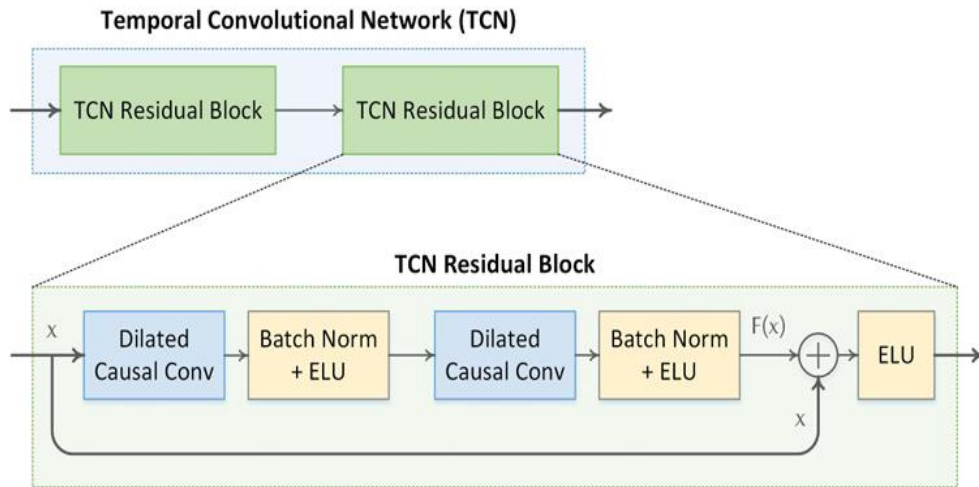 Temporal Convolutional Network (TCN)
TCN Residual Block
TCN Residual Block
TCN Residual Block
x
Dilated
Causal Conv
Batch Norm
+ ELU
Dilated
Causal Conv
Batch Norm
+ ELU
F(x)
x
ELU